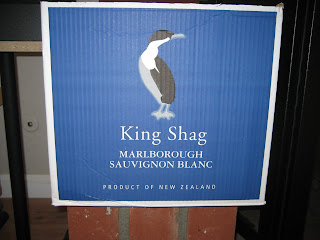 King Shag
MARLBOROUGH
SAUVIGNON BLANC
PRODUCT OF NEW ZEALAND